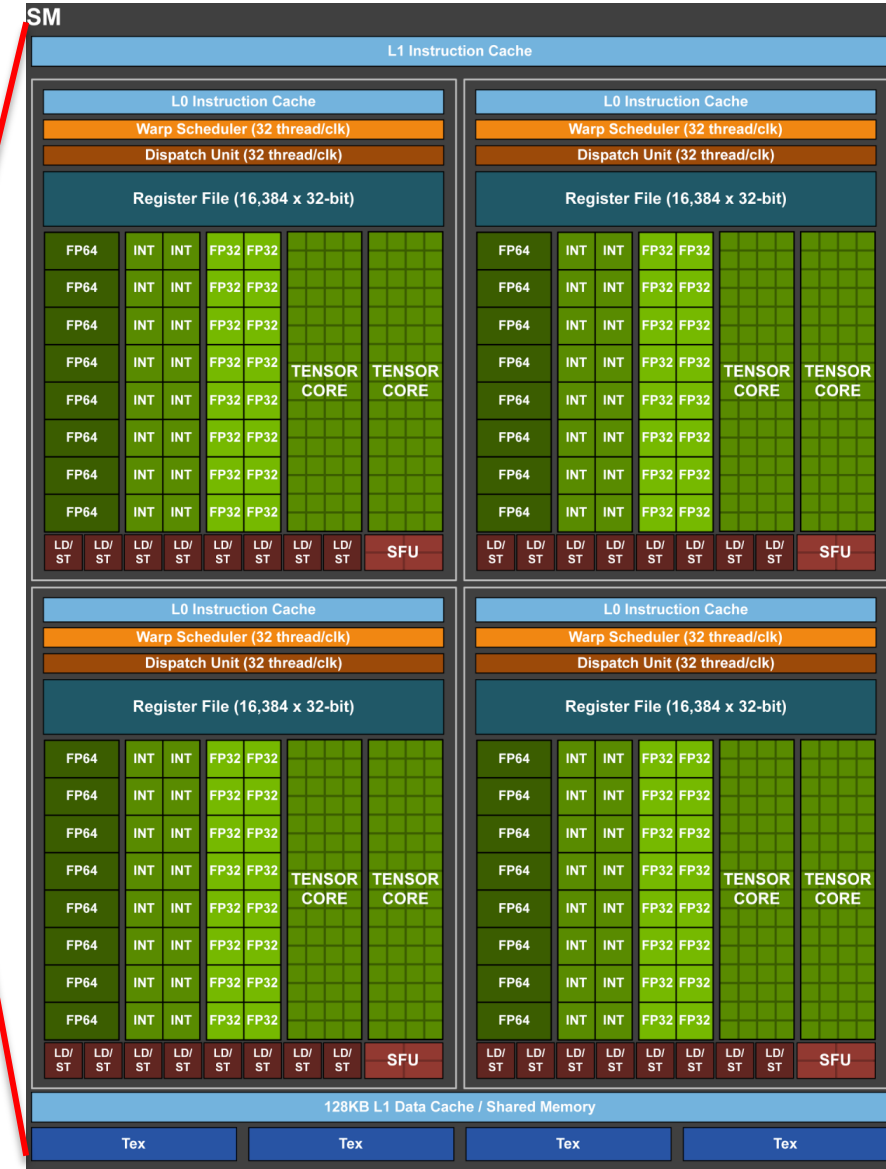 SM
L1 Instruction Cache
L0 Instruction Cache
Warp Scheduler (32 thread/clk)
Dispatch Unit (32 thread/clk)
Register File (16,384 x 32-bit)
FP64 INT INT FP32 FP32
FP64 INT INT FP32 FP32
FP64 INT INT FP32 FP32
FP64 INT INT FP32 FP32
FP64 INT INT FP32 FP32
FP64 INT INT FP32 FP32
FP64 INT INT FP32 FP32
FP64 INT INT FP32 FP32
TENSOR TENSOR
CORE CORE
LD/ LD/ LD/ LD/ LD/ LD/ LD/ LD/
ST ST ST ST ST ST ST ST
SFU
L0 Instruction Cache
Warp Scheduler (32 thread/clk)
Dispatch Unit (32 thread/clk)
Register File (16,384 x 32-bit)
FP64 INT INT FP32 FP32
FP64 INT INT FP32 FP32
FP64 INT INT FP32 FP32
FP64 INT INT FP32 FP32
FP64 INT INT FP32 FP32
FP64 INT INT FP32 FP32
FP64 INT INT FP32 FP32
FP64 INT INT FP32 FP32
TENSOR TENSOR
CORE CORE
LD/ LD/ LD/ LD/ LD/ LD/ LD/ LD/
ST ST ST ST ST ST ST ST
SFU
L0 Instruction Cache
Warp Scheduler (32 thread/clk)
Dispatch Unit (32 thread/clk)
Register File (16,384 x 32-bit)
FP64 INT INT FP32 FP32
FP64 INT INT FP32 FP32
FP64 INT INT FP32 FP32
FP64 INT INT FP32 FP32
FP64 INT INT FP32 FP32
FP64 INT INT FP32 FP32
FP64 INT INT FP32 FP32
FP64 INT INT FP32 FP32
TENSOR TENSOR
CORE CORE
LD/ LD/ LD/ LD/ LD/ LD/ LD/ LD/
ST ST ST ST ST ST ST ST
SFU
L0 Instruction Cache
Warp Scheduler (32 thread/clk)
Dispatch Unit (32 thread/clk)
Register File (16,384 x 32-bit)
FP64 INT INT FP32 FP32
FP64 INT INT FP32 FP32
FP64 INT INT FP32 FP32
FP64 INT INT FP32 FP32
FP64 INT INT FP32 FP32
FP64 INT INT FP32 FP32
FP64 INT INT FP32 FP32
FP64 INT INT FP32 FP32
TENSOR TENSOR
CORE CORE
LD/ LD/ LD/ LD/ LD/ LD/ LD/ LD/
ST ST ST ST ST ST ST ST
SFU
128KB L1 Data Cache / Shared Memory
Tex Tex Tex Tex